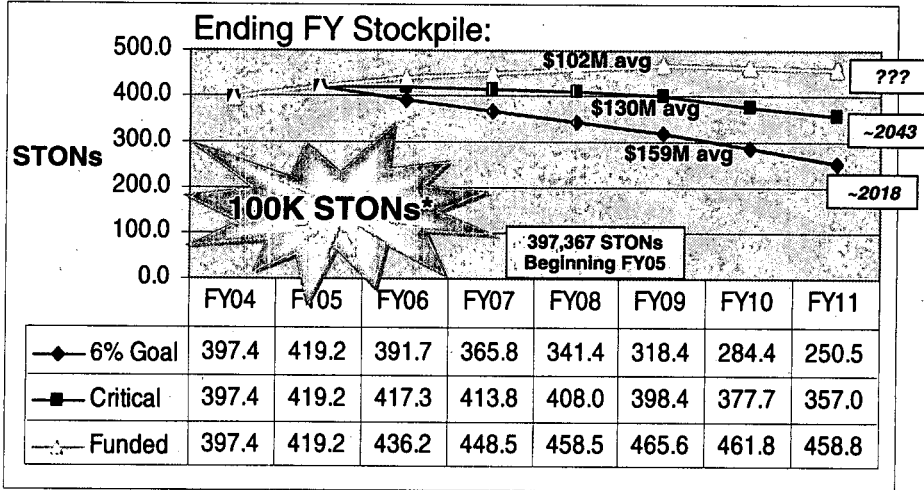 Ending FY Stockpile:
500.0
400.0
300.0
200.0
100.0
0.0
STONs
$102M avg
$130M avg
$159M avg
???
~2043
~2018
100K STONs*
397,367 STONs
Beginning FY05
FY04 FY05 FY06 FY07 FY08 FY09 FY10 FY11
6% Goal 397.4 419.2 391.7 365.8 341.4 318.4 284.4 250.5
Critical 397.4 419.2 417.3 413.8 408.0 398.4 377.7 357.0
Funded 397.4 419.2 436.2 448.5 458.5 465.6 461.8 458.8